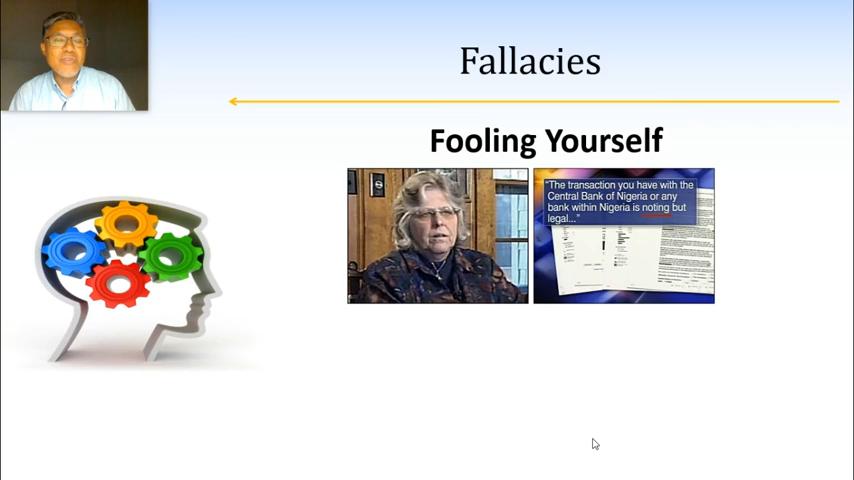 Fallacies
Fooling Yourself
"The transaction you have with the
Central Bank of Nigeria or any
bank within Nigeria is noting but
legal..."